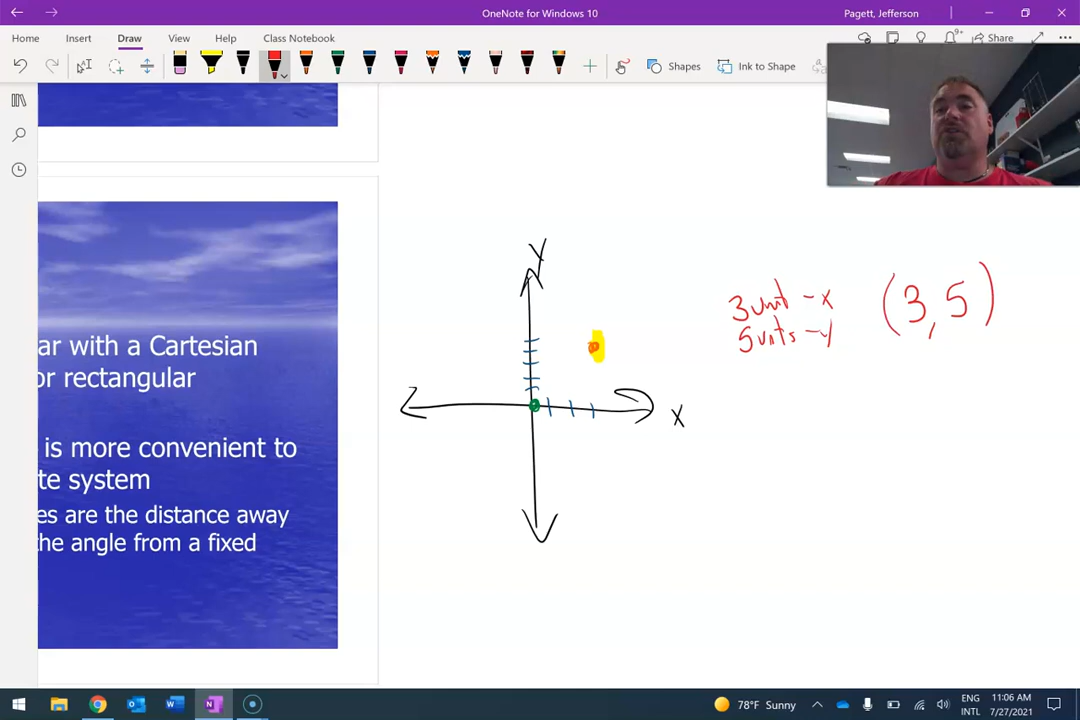 OneNote for Windows 10
Pagett, Jefferson
Home Insert Draw View Help Class Notebook
9+
Share
Shapes
Ink to Shape
ar with a Cartesian
or rectangular
is more convenient to
te system
es are the distance away
the angle from a fixed
Y
X
3 unit - x
5 units - y
(3, 5)
78°F Sunny
ENG
INTL
11:06 AM
7/27/2021